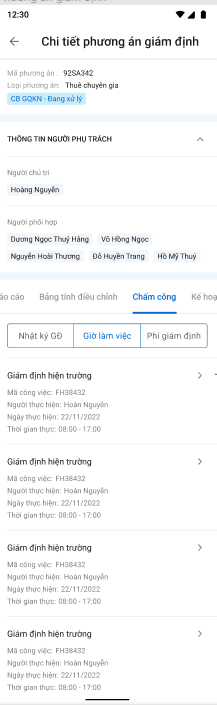 12:30
Chi tiết phương án giám định
Mã phương án : 92SA342
Loại phương án: Thuê chuyên gia
CB GQKN - Đang xử lý
THÔNG TIN NGƯỜI PHỤ TRÁCH
Người chủ trì
Hoàng Nguyễn
Người phối hợp
Dương Ngọc Thuý Hằng Võ Hồng Ngọc
Nguyễn Hoài Thương Đỗ Huyền Trang Hồ Mỹ Thuý
áo cáo Bảng tính điều chỉnh Chấm công Kế hoạ
Nhật ký GĐ Giờ làm việc Phí giám định
Giám định hiện trường
Mã công việc: FH38432
Người thực hiện: Hoàn Nguyễn
Ngày thực hiện: 22/11/2022
Thời gian thực: 08:00 - 17:00
Giám định hiện trường
Mã công việc: FH38432
Người thực hiện: Hoàn Nguyễn
Ngày thực hiện: 22/11/2022
Thời gian thực: 08:00 - 17:00
Giám định hiện trường
Mã công việc: FH38432
Người thực hiện: Hoàn Nguyễn
Ngày thực hiện: 22/11/2022
Thời gian thực: 08:00 - 17:00
Giám định hiện trường
Mã công việc: FH38432
Người thực hiện: Hoàn Nguyễn
Ngày thực hiện: 22/11/2022
Thời gian thực: 08:00 - 17:00